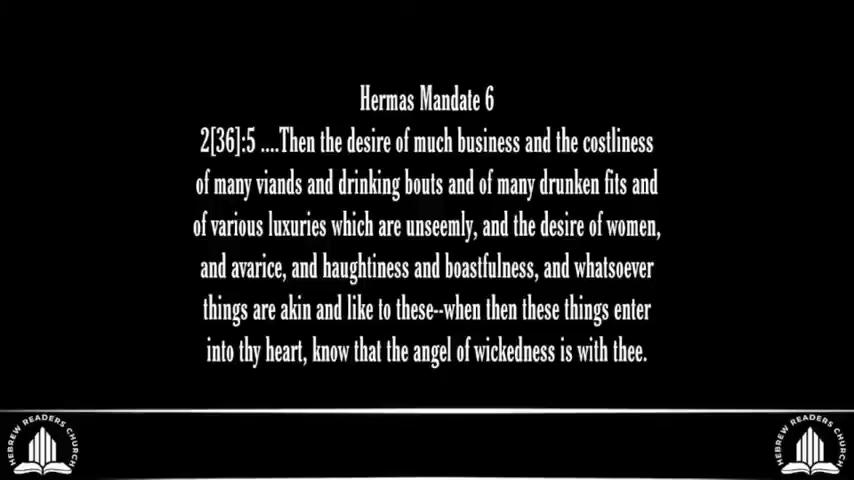 Hermas Mandate 6
2[36]:5 ....Then the desire of much business and the costliness
of many viands and drinking bouts and of many drunken fits and
of various luxuries which are unseemly, and the desire of women,
and avarice, and haughtiness and boastfulness, and whatsoever
things are akin and like to these--when then these things enter
into thy heart, know that the angel of wickedness is with thee.
HEBREW READERS CHURCH
HEBREW READERS CHURCH